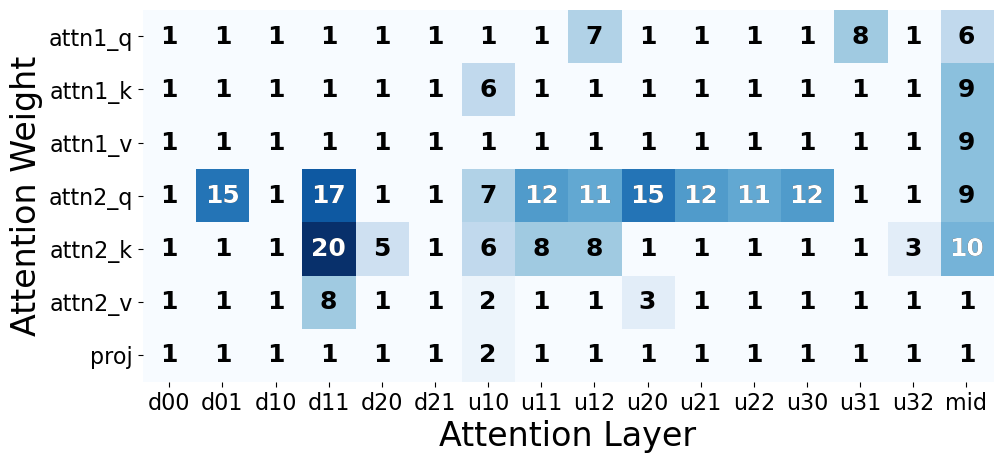 attn1_q 1 1 1 1 1 1 1 1 7 1 1 1 1 8 1 6
attn1_k 1 1 1 1 1 1 6 1 1 1 1 1 1 1 1 9
attn1_v 1 1 1 1 1 1 1 1 1 1 1 1 1 1 1 9
attn2_q 1 15 1 17 1 1 7 12 11 15 12 11 12 1 1 9
attn2_k 1 1 1 20 5 1 6 8 8 1 1 1 1 1 3 10
attn2_v 1 1 1 8 1 1 2 1 1 3 1 1 1 1 1 1
proj 1 1 1 1 1 1 2 1 1 1 1 1 1 1 1 1
d00 d01 d10 d11 d20 d21 u10 u11 u12 u20 u21 u22 u30 u31 u32 mid
Attention Layer
Attention Weight